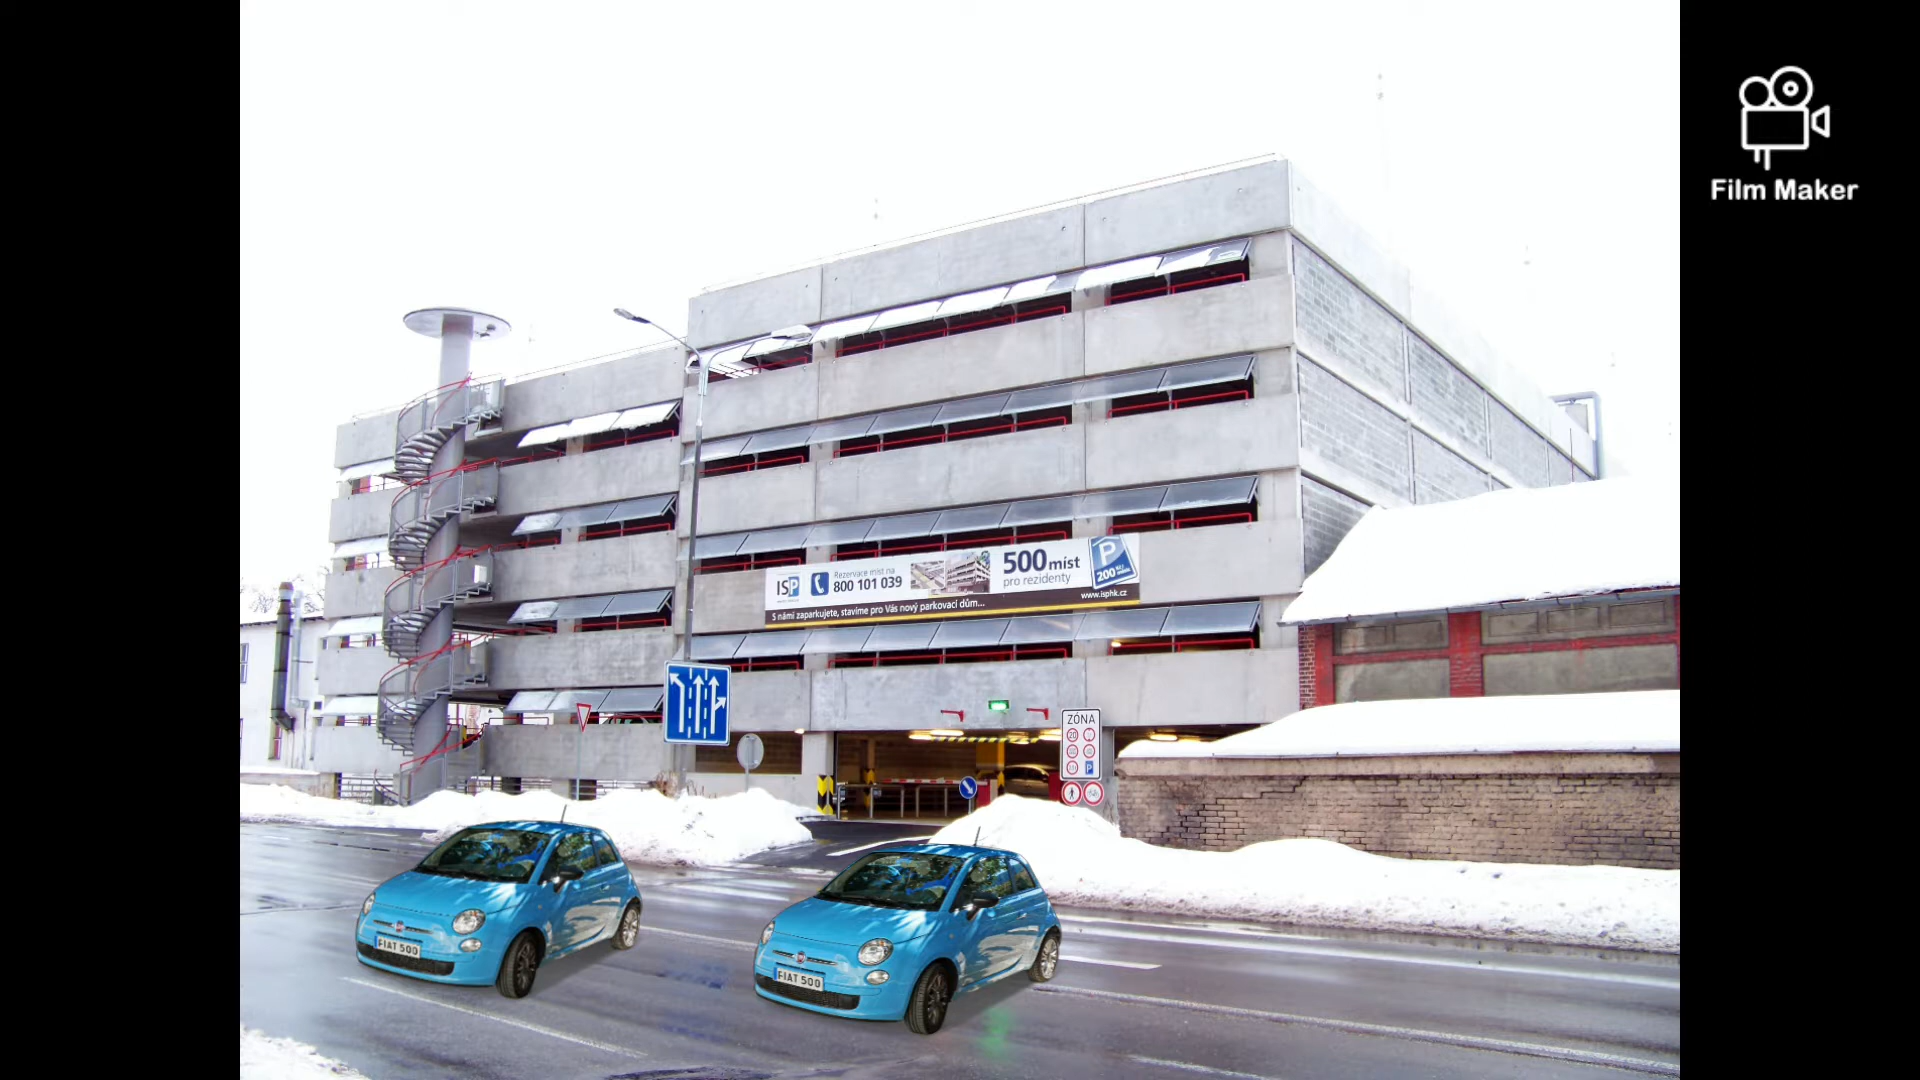 Film Maker
ISP
Rezervace míst na
800 101 039
500 míst
pro rezidenty
P
200
S námi zaparkujete, stavíme pro Vás nový parkovací dům...
www.isphk.cz
ZÓNA
20
P
FIAT 500
FIAT 500